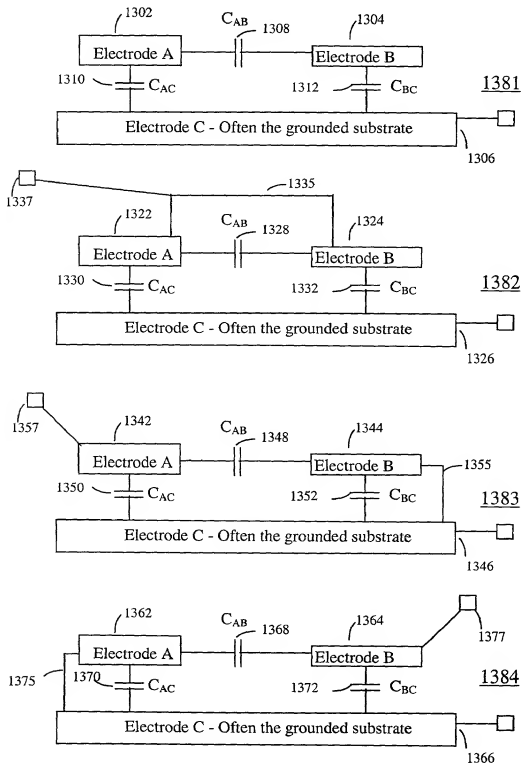 1302
C_AB
1308
1304
Electrode A
Electrode B
1310
C_AC
1312
C_BC
1381
Electrode C - Often the grounded substrate
1306
1337
1335
1322
C_AB
1328
1324
Electrode A
Electrode B
1330
C_AC
1332
C_BC
1382
Electrode C - Often the grounded substrate
1326
1357
1342
C_AB
1348
1344
Electrode A
Electrode B
1355
1350
C_AC
1352
C_BC
1383
Electrode C - Often the grounded substrate
1346
1362
C_AB
1368
1364
1377
Electrode A
Electrode B
1375
1370
C_AC
1372
C_BC
1384
Electrode C - Often the grounded substrate
1366